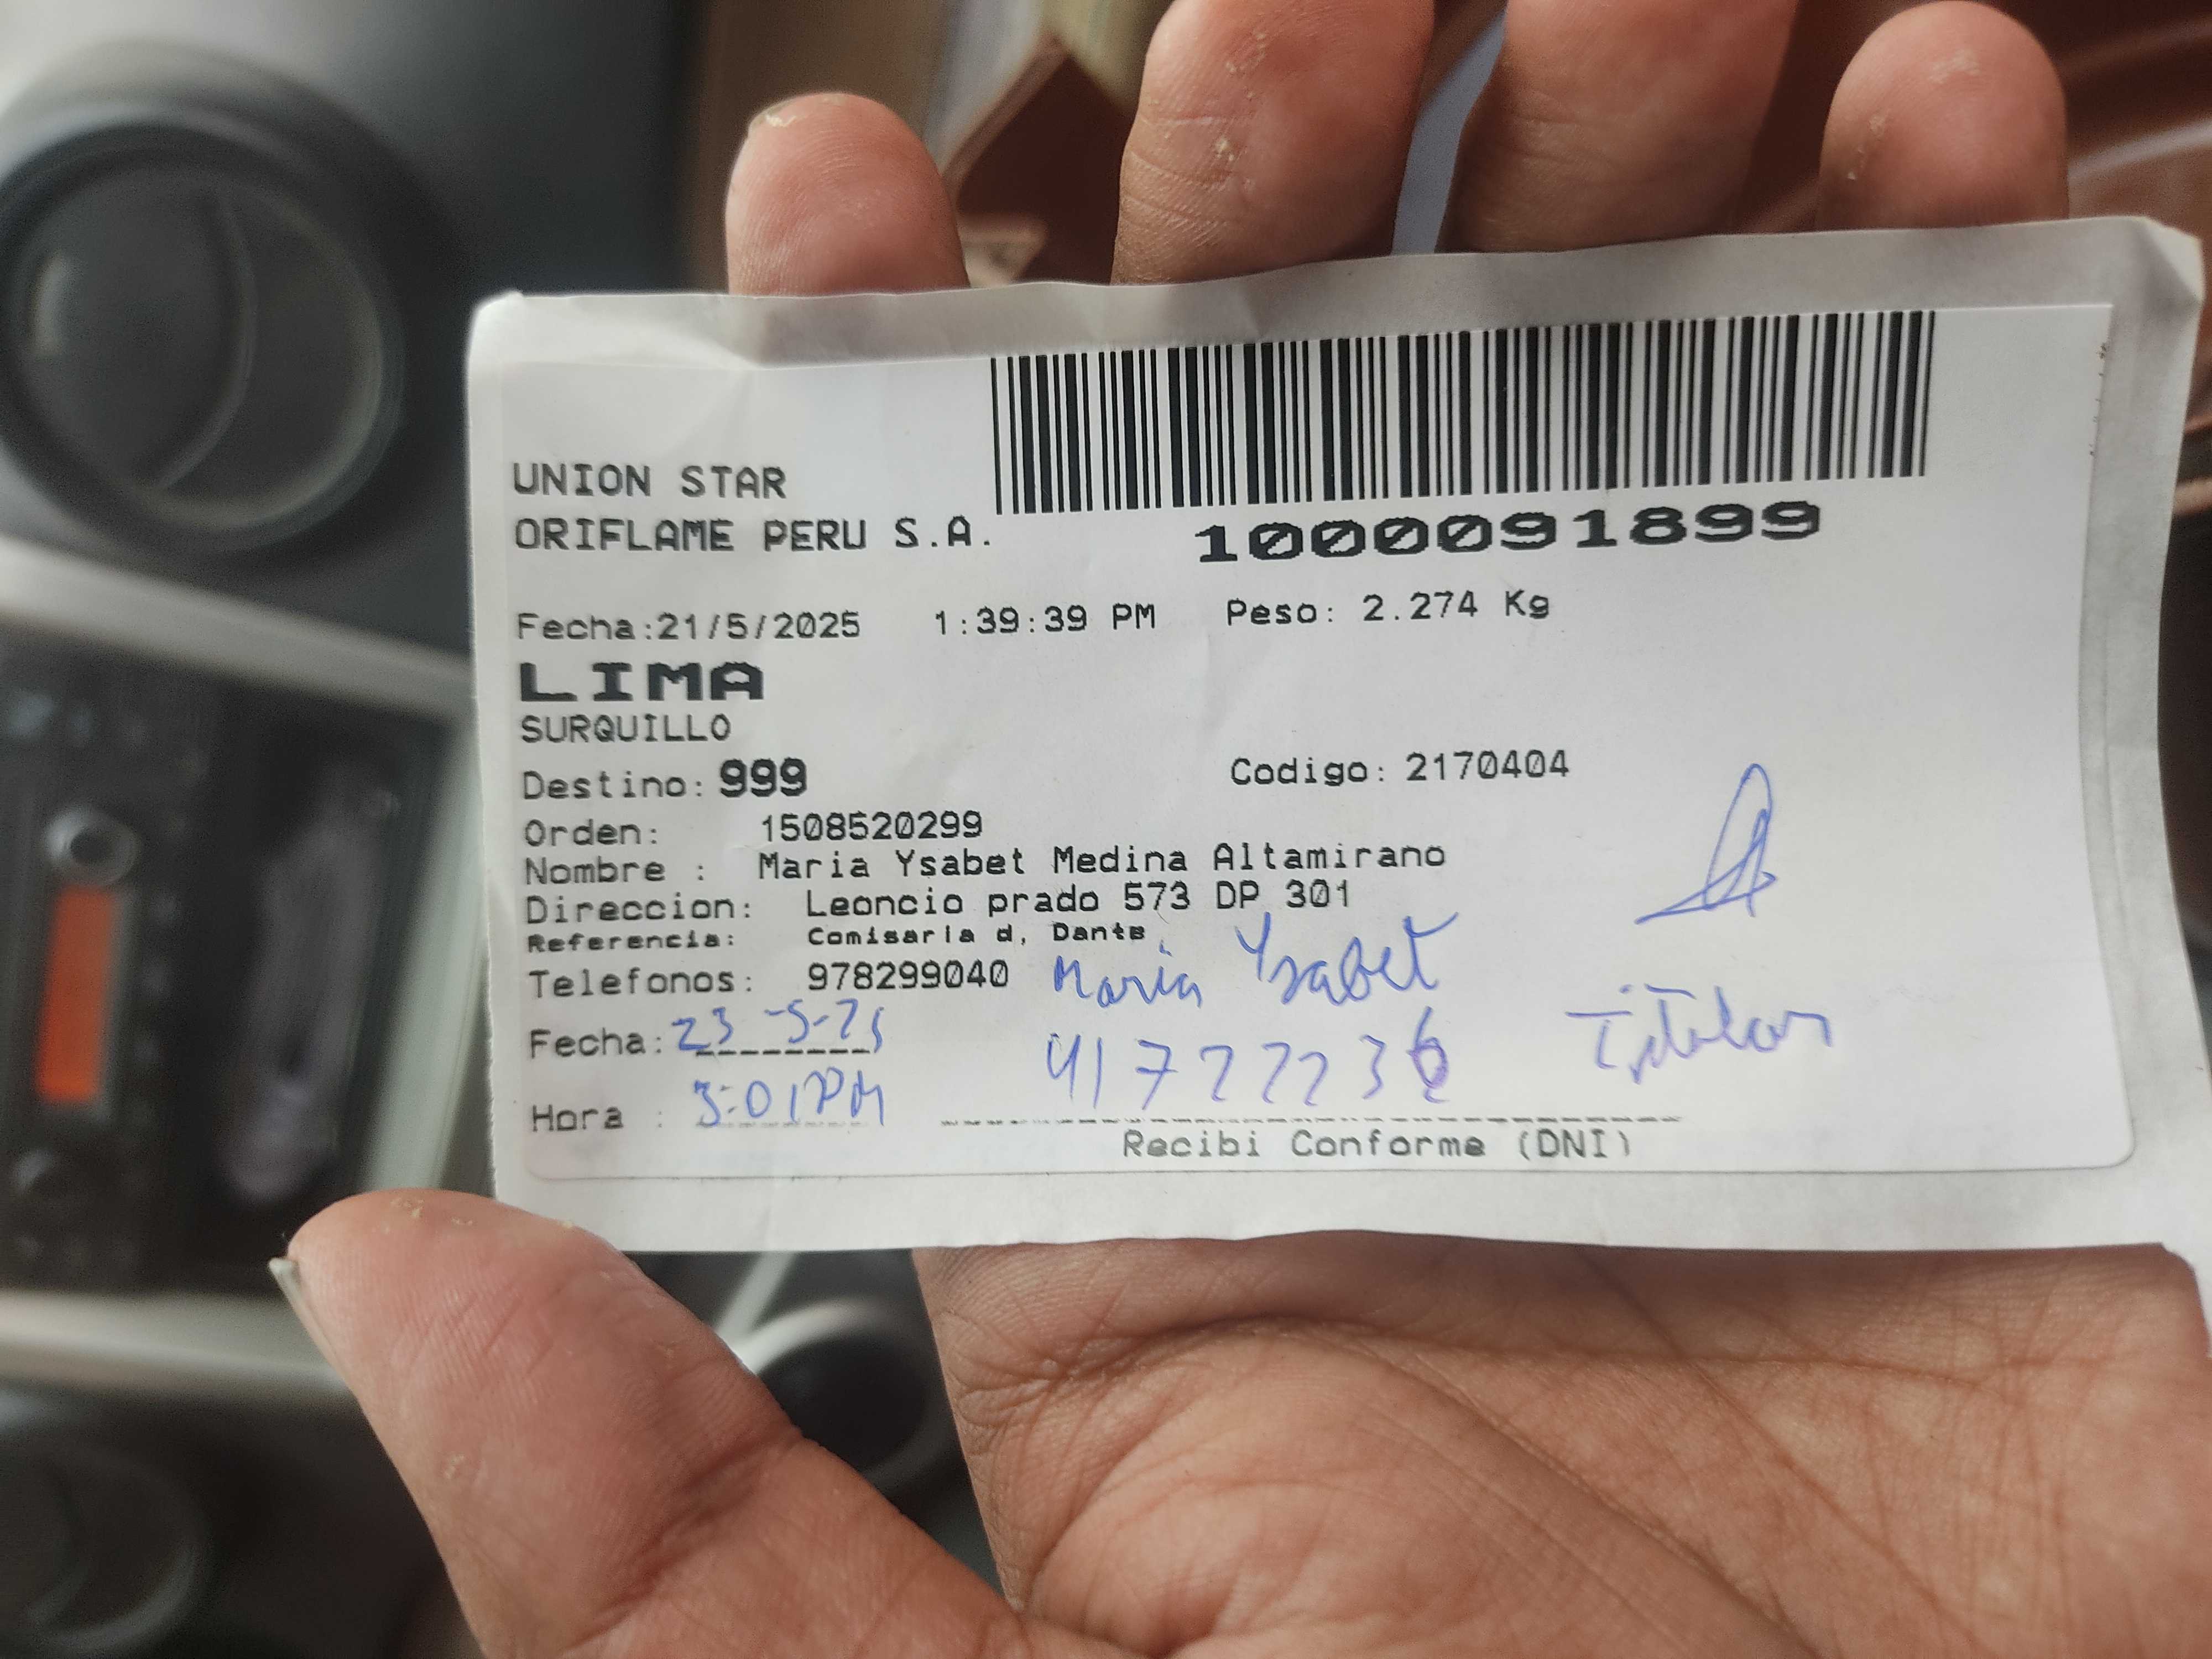 UNION STAR
ORIFLAME PERU S.A.
1000091899
Fecha:21/5/2025 1:39:39 PM Peso: 2.274 Kg
LIMA
SURQUILLO
Destino: 999 Codigo: 2170404
Orden: 1508520299
Nombre : Maria Ysabet Medina Altamirano
Direccion: Leoncio prado 573 DP 301
Referencia: Comisaria d, Dante
Telefonos: 978299040 Maria Ysabet
Fecha: 23-5-25 41722236 Titular
Hora : 3:01PM
Recibi Conforme (DNI)